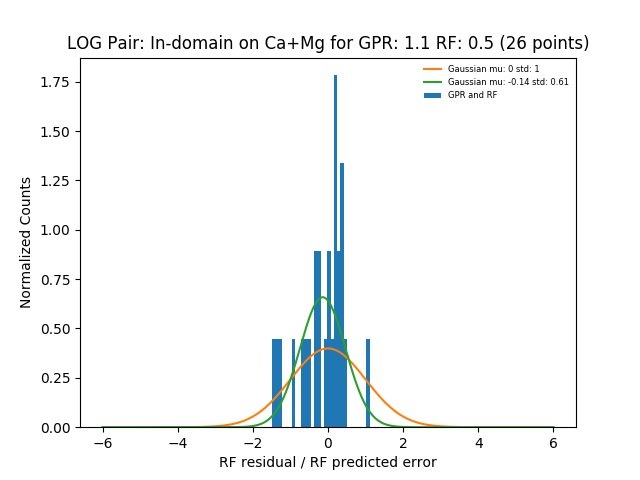 LOG Pair: In-domain on Ca+Mg for GPR: 1.1 RF: 0.5 (26 points)
Gaussian mu: 0 std: 1
Gaussian mu: -0.14 std: 0.61
GPR and RF
1.75
1.50
1.25
1.00
0.75
0.50
0.25
0.00
Normalized Counts
−6 −4 −2 0 2 4 6
RF residual / RF predicted error